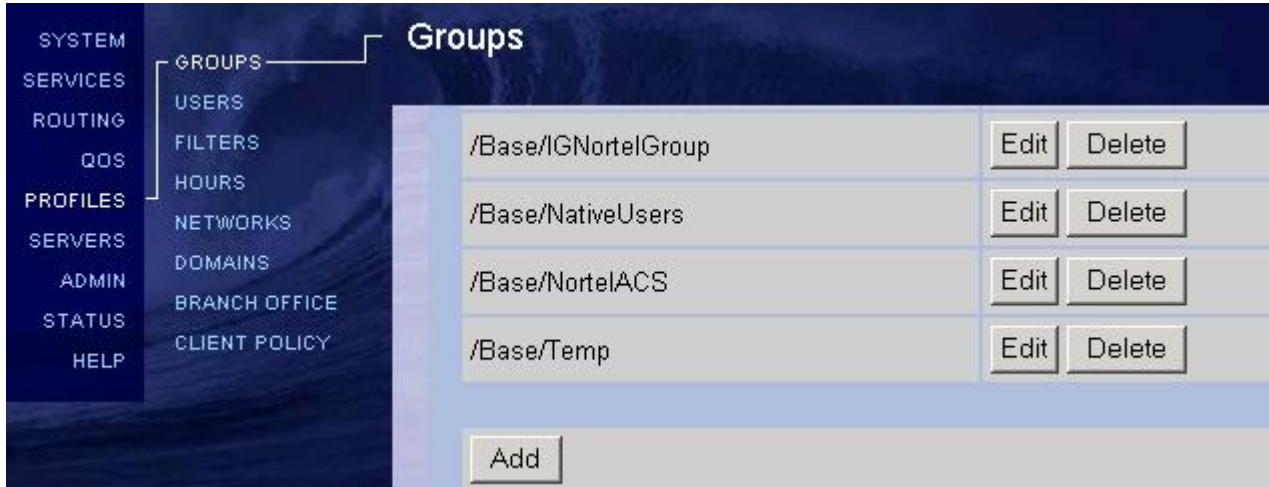 SYSTEM
SERVICES
ROUTING
QOS
PROFILES
SERVERS
ADMIN
STATUS
HELP
GROUPS
USERS
FILTERS
HOURS
NETWORKS
DOMAINS
BRANCH OFFICE
CLIENT POLICY
Groups
/Base/IGNortelGroup Edit Delete
/Base/NativeUsers Edit Delete
/Base/NortelACS Edit Delete
/Base/Temp Edit Delete
Add